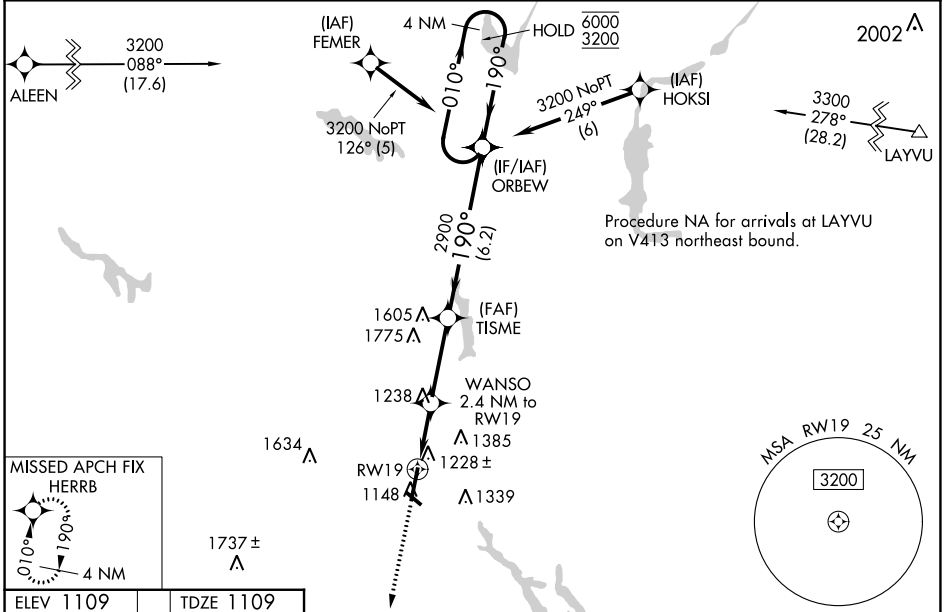 (IAF)
FEMER
4 NM
HOLD
6000
3200
2002
3200
088°
(17.6)
ALEEN
010°
190°
3200 NoPT
249°
(6)
(IAF)
HOKSI
3200 NoPT
126° (5)
3300
278°
(28.2)
LAYVU
(IF/IAF)
ORBEW
2900
190°
(6.2)
Procedure NA for arrivals at LAYVU
on V413 northeast bound.
1605
1775
(FAF)
TISME
1238
WANSO
2.4 NM to
RW19
1385
1634
1228 ±
RW19
1148
1339
MSA RW19 25 NM
3200
MISSED APCH FIX
HERRB
010°
190°
4 NM
1737 ±
ELEV 1109
TDZE 1109